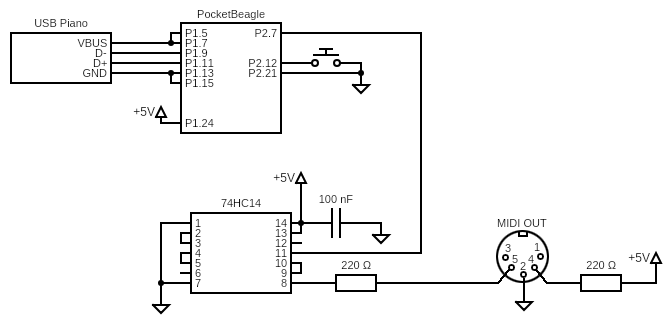 PocketBeagle
USB Piano
VBUS
D-
D+
GND
P1.5
P1.7
P1.9
P1.11
P1.13
P1.15
P1.24
P2.7
P2.12
P2.21
+5V
+5V
74HC14
100 nF
1
2
3
4
5
6
7
14
13
12
11
10
9
8
220 Ω
MIDI OUT
3
1
5
4
2
220 Ω
+5V